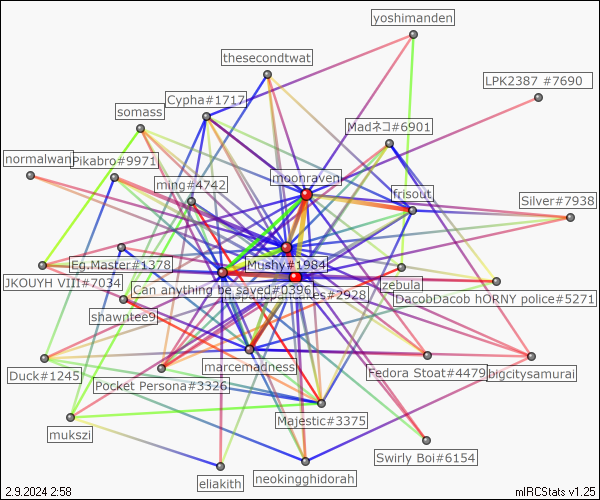 yoshimanden
thesecondtwat
LPK2387 #7690
Cypha#1717
somass
Madネコ#6901
normalwan
Pikabro#9971
moonraven
ming#4742
frisout
Silver#7938
Mushy#1984
Eg.Master#1378
JKOUYH VIII#7034
zebula
Can anything be saved#0396
#2928
DacobDacob hORNY police#5271
shawntee9
marcemadness
Fedora Stoat#4479
bigcitysamurai
Duck#1245
Pocket Persona#3326
Majestic#3375
mukszi
Swirly Boi#6154
neokingghidorah
eliakith
2.9.2024 2:58
mIRCStats v1.25